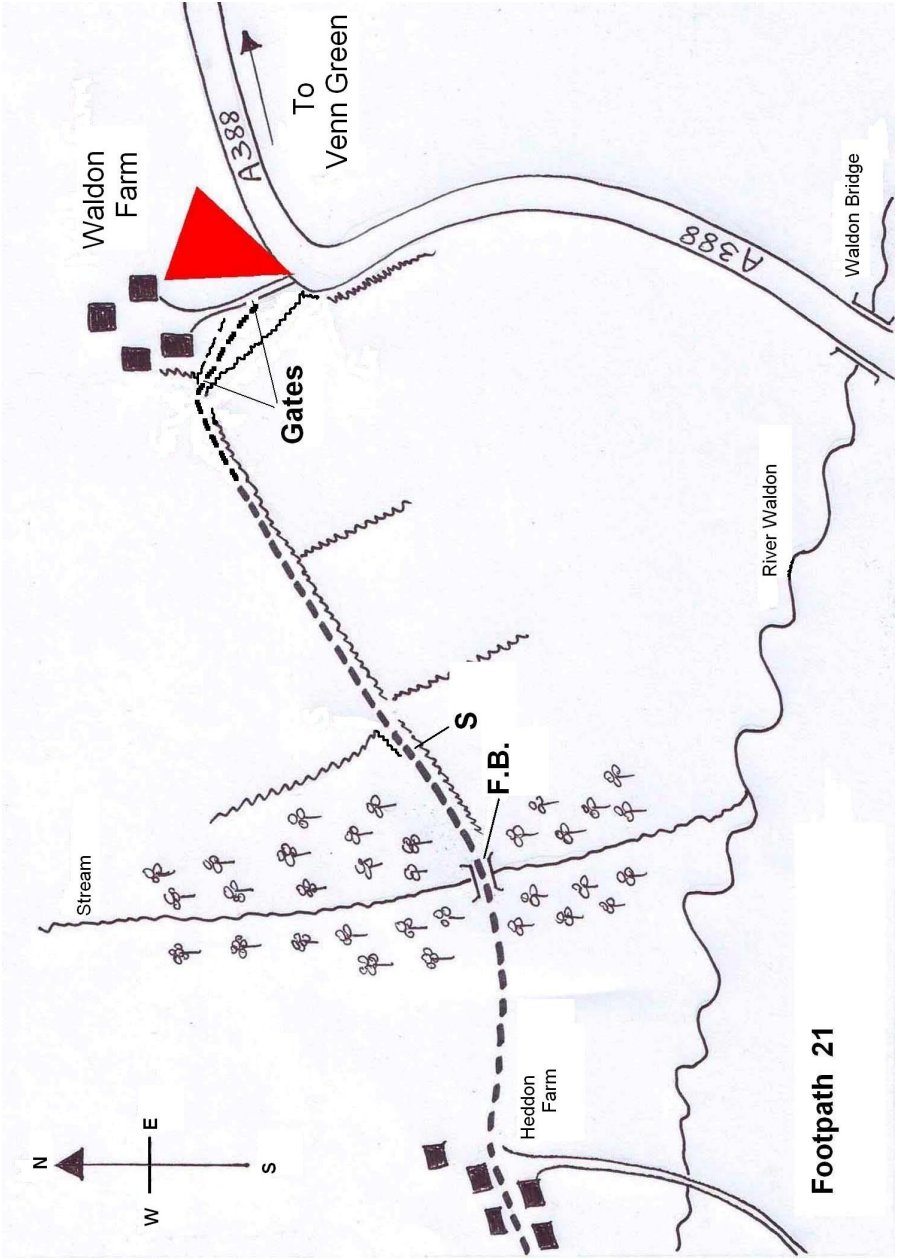 Waldon
Farm
A388
To
Venn Green
Gates
A388
Waldon Bridge
River Waldon
S
F.B.
Stream
Heddon
Farm
N
W
E
S
Footpath 21